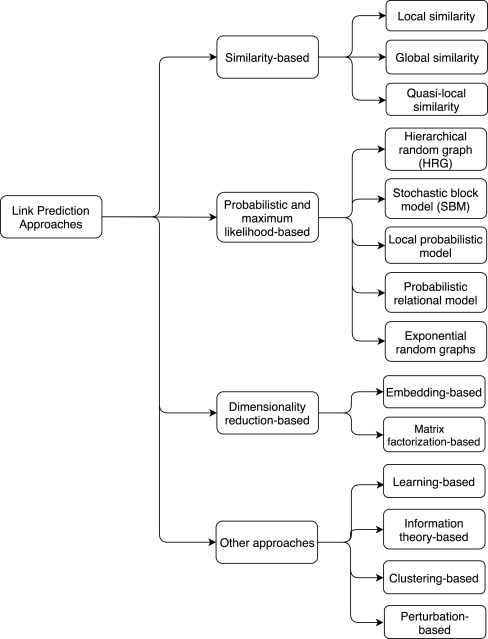 Link Prediction
Approaches
Similarity-based
Local similarity
Global similarity
Quasi-local
similarity
Probabilistic and
maximum
likelihood-based
Hierarchical
random graph
(HRG)
Stochastic block
model (SBM)
Local probabilistic
model
Probabilistic
relational model
Exponential
random graphs
Dimensionality
reduction-based
Embedding-based
Matrix
factorization-based
Other approaches
Learning-based
Information
theory-based
Clustering-based
Perturbation-
based